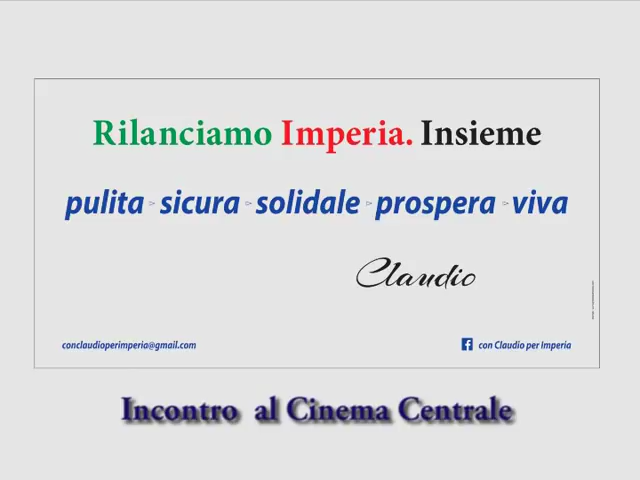 Rilanciamo Imperia. Insieme
pulita > sicura > solidale > prospera > viva
Claudio
conclaudioperimperia@gmail.com
con Claudio per Imperia
Incontro al Cinema Centrale